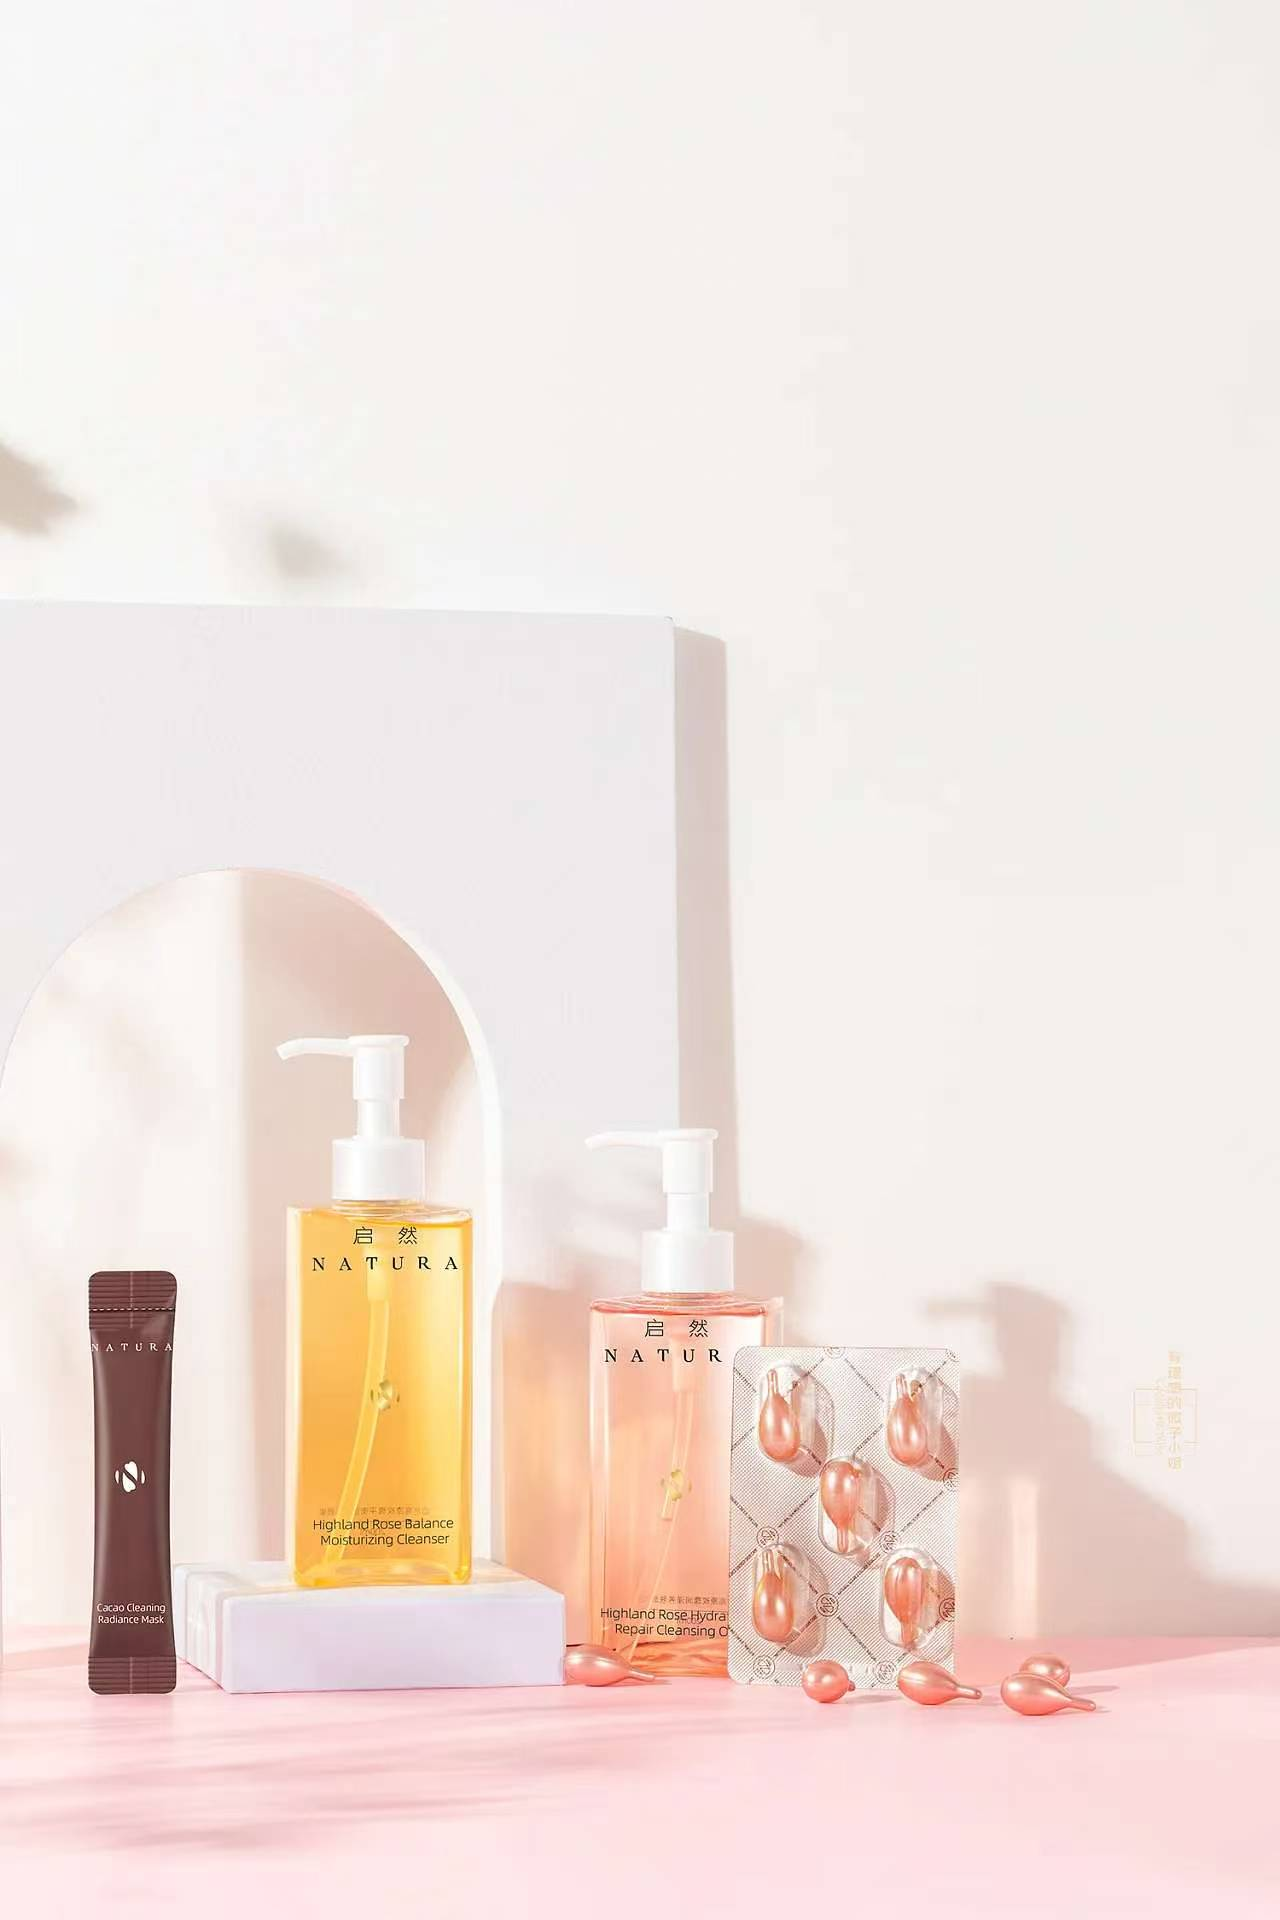 NATURA
Cacao Cleaning
Radiance Mask
启然
NATURA
Highland Rose Balance
Moisturizing Cleanser
启然
NATUR
Highland Rose Hydra
Repair Cleansing O